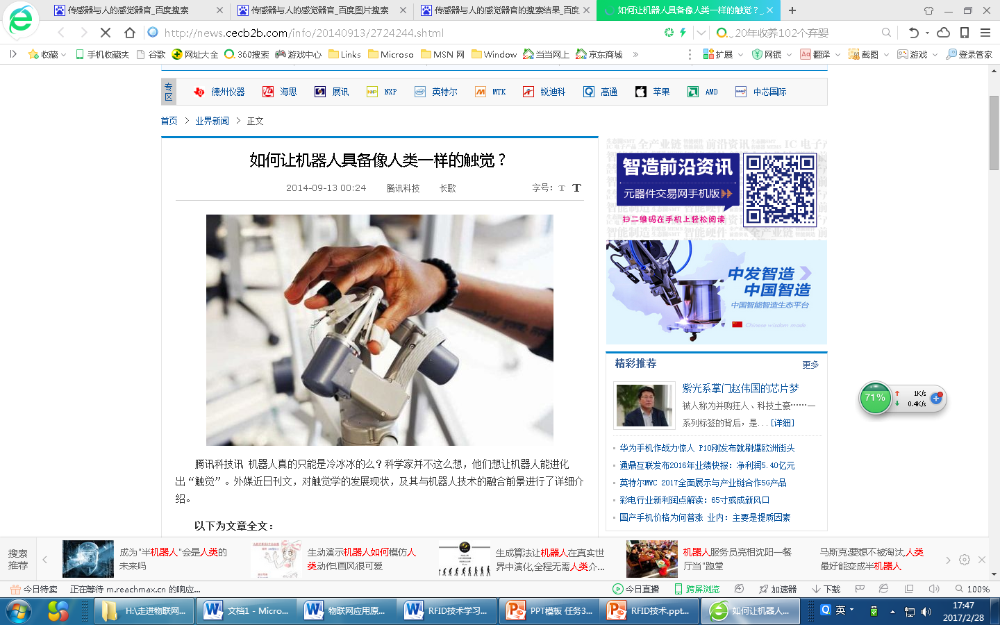 传感器与人的感觉器官_百度搜索
传感器与人的感觉器官_百度图片搜索
传感器与人的感觉器官的搜索结果_百度
如何让机器人具备像人类一样的触觉？_
http://news.cecb2b.com/info/20140913/2724244.shtml
20年收养102个弃婴
收藏
手机收藏夹
谷歌
网址大全
360搜索
游戏中心
Links
Microso
MSN 网
Window
当当网上
京东商城
扩展
网银
翻译
截图
游戏
登录管家
专区
德州仪器
海思
展讯
NXP
英特尔
MTK
锐迪科
高通
苹果
AMD
中芯国际
首页 > 业界新闻 > 正文
如何让机器人具备像人类一样的触觉？
2014-09-13 00:24 腾讯科技 长歌
字号：T T
腾讯科技讯 机器人真的只能是冷冰冰的么？科学家并不这么想，他们想让机器人能进化
出“触觉”。外媒近日刊文，对触觉学的发展现状，及其与机器人技术的融合前景进行了详细介
绍。
以下为文章全文：
智造前沿资讯
元器件交易网手机版
扫二维码在手机上轻松阅读
中发智造
中国智造
中国智能智造生态平台
Chinese wisdom made
精彩推荐
更多
紫光系掌门赵伟国的芯片梦
被人称为并购狂人、科技土豪……一
系列标签的背后，是...[详细]
华为手机作战力惊人 P10刚发布就刷爆欧洲街头
通鼎互联发布2016年业绩快报：净利润5.40亿元
英特尔MWC 2017全面展示与产业链合作5G产品
彩电行业新利润点解读：65寸或成新风口
国产手机价格为何普涨 业内：主要是提质因素
71%
1K/s
0.4K/s
搜索
推荐
成为"半机器人"会是人类的
未来吗
生动演示机器人如何模仿人
类动作!画风很可爱
生成算法让机器人在真实世
界中演化,全程无需人类介...
机器人服务员亮相沈阳一餐
厅当"跑堂
马斯克:要想不被淘汰,人类
最好能变成半机器人
今日特卖
正在等待 m.reachmax.cn 的响应...
今日直播
跨屏浏览
加速器
下载
100%
H:\走进物联网...
文档1 - Micro...
物联网应用原...
RFID技术学习...
PPT模板 任务3...
RFID技术.ppt...
如何让机器人...
英
17:47
2017/2/28